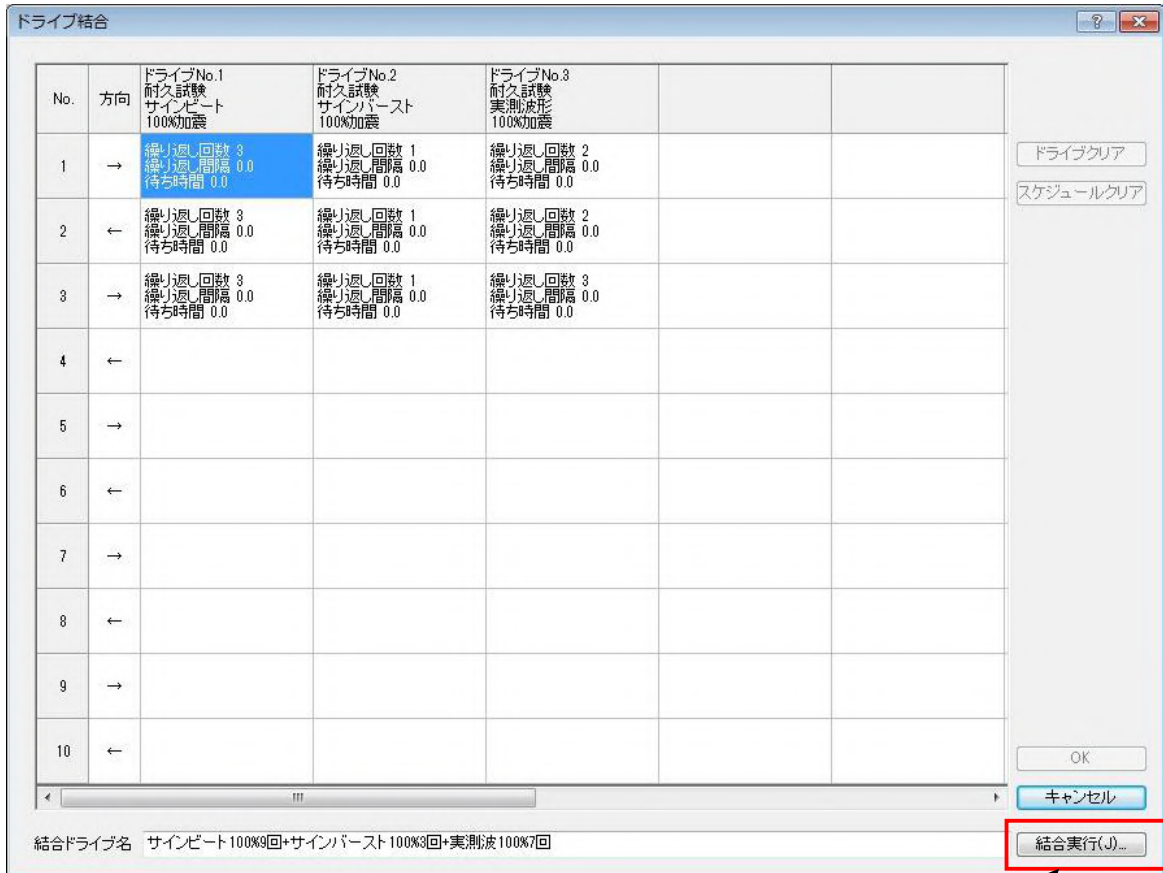 ドライブ結合
No.
方向
ドライブNo.1
耐久試験
サインビート
100%加震
ドライブNo.2
耐久試験
サインバースト
100%加震
ドライブNo.3
耐久試験
実測波形
100%加震
1
→
繰り返し回数 3
繰り返し間隔 0.0
待ち時間 0.0
繰り返し回数 1
繰り返し間隔 0.0
待ち時間 0.0
繰り返し回数 2
繰り返し間隔 0.0
待ち時間 0.0
2
←
繰り返し回数 3
繰り返し間隔 0.0
待ち時間 0.0
繰り返し回数 1
繰り返し間隔 0.0
待ち時間 0.0
繰り返し回数 2
繰り返し間隔 0.0
待ち時間 0.0
3
→
繰り返し回数 3
繰り返し間隔 0.0
待ち時間 0.0
繰り返し回数 1
繰り返し間隔 0.0
待ち時間 0.0
繰り返し回数 3
繰り返し間隔 0.0
待ち時間 0.0
4
←
5
→
6
←
7
→
8
←
9
→
10
←
ドライブクリア
スケジュールクリア
OK
キャンセル
結合ドライブ名 サインビート100%9回+サインバースト100%3回+実測波100%7回
結合実行(J)...